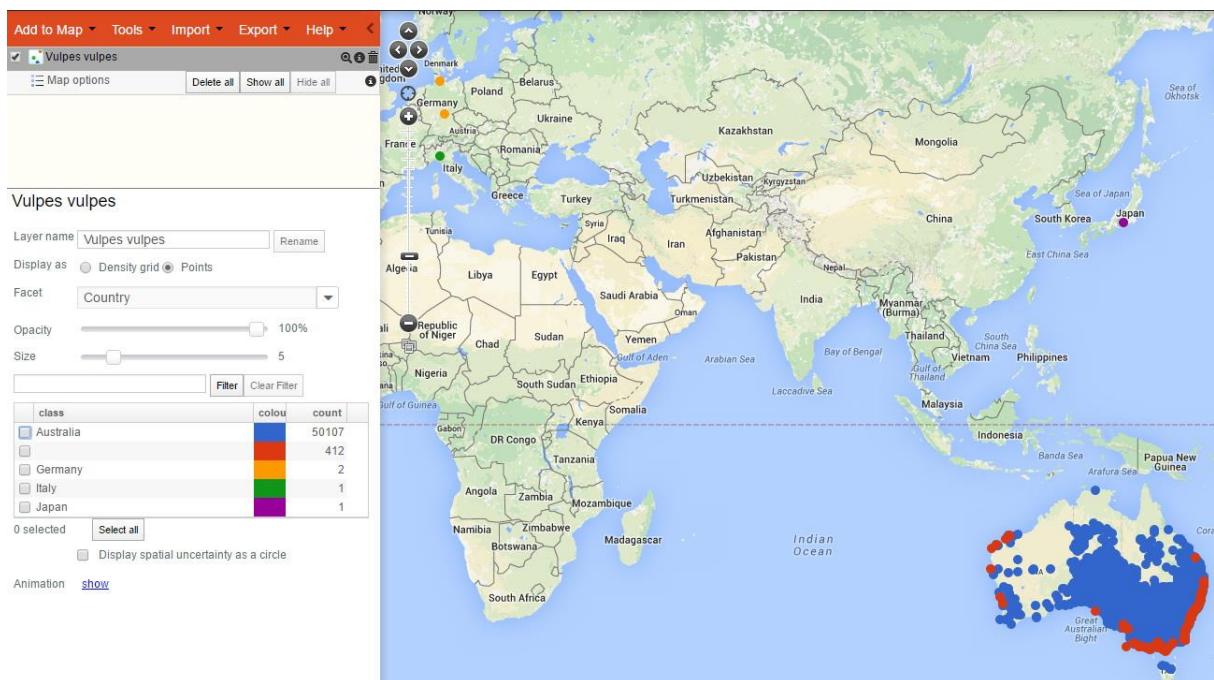 Add to Map Tools Import Export Help
Vulpes vulpes
Map options Delete all Show all Hide all
Vulpes vulpes
Layer name Vulpes vulpes Rename
Display as Density grid Points
Facet Country
Opacity 100%
Size 5
Filter Clear Filter
class colou count
Australia 50107
412
Germany 2
Italy 1
Japan 1
0 selected Select all
Display spatial uncertainty as a circle
Animation show
Norway
Denmark
Belarus
Poland
Germany
Ukraine
Austria
France
Romania
Italy
Greece
Turkey
Kazakhstan
Mongolia
Sea of
Okhotsk
Uzbekistan
Kyrgyzstan
Turkmenistan
Sea of Japan
China
South Korea
Japan
Tunisia
Syria
Iraq
Iran
Afghanistan
Pakistan
East China Sea
Algeria
Libya
Egypt
Nepal
Saudi Arabia
Oman
India
Myanmar
(Burma)
Republic
of Niger
Chad
Sudan
Yemen
Thailand
South
China Sea
Vietnam
Philippines
Gulf of Aden
Arabian Sea
Bay of Bengal
Gulf of
Thailand
Nigeria
South Sudan
Ethiopia
Laccadive Sea
Gulf of Guinea
Somalia
Malaysia
Gabon
Kenya
DR Congo
Indonesia
Tanzania
Banda Sea
Papua New
Guinea
Arafura Sea
Angola
Zambia
Mozambique
Namibia
Zimbabwe
Botswana
Madagascar
Indian
Ocean
South Africa
Great
Australian
Bight